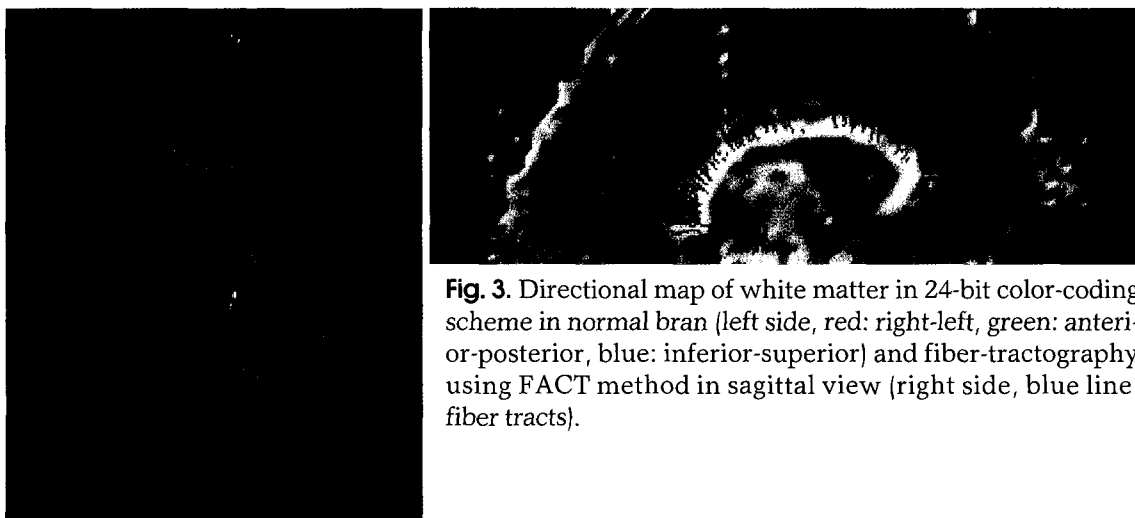 Fig. 3. Directional map of white matter in 24-bit color-coding
scheme in normal bran (left side, red: right-left, green: anteri-
or-posterior, blue: inferior-superior) and fiber-tractography
using FACT method in sagittal view (right side, blue line
fiber tracts).